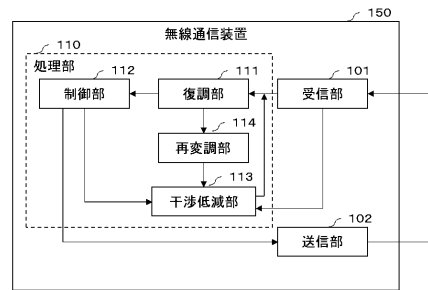 150
無線通信装置
110
処理部
112
制御部
111
復調部
101
受信部
114
再変調部
113
干渉低減部
102
送信部